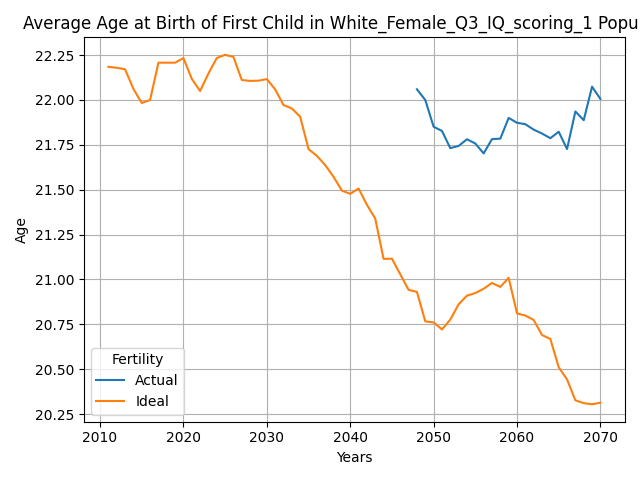 Average Age at Birth of First Child in White_Female_Q3_IQ_scoring_1 Popu
22.25
22.00
21.75
21.50
21.25
21.00
20.75
20.50
20.25
Age
Fertility
Actual
Ideal
2010 2020 2030 2040 2050 2060 2070
Years